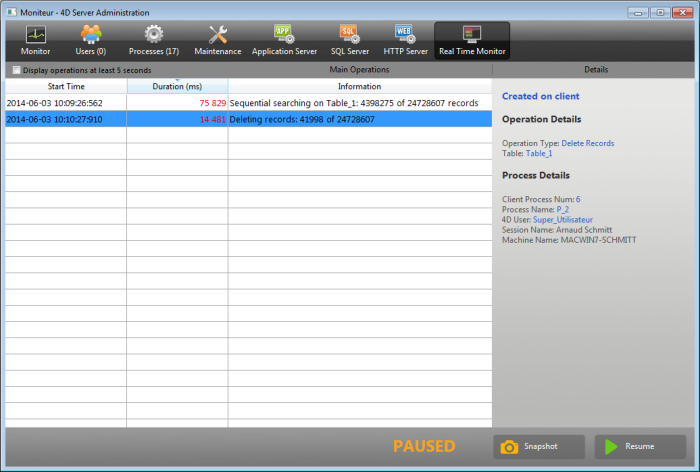 Moniteur - 4D Server Administration
Monitor
Users (0)
Processes (17)
Maintenance
APP
Application Server
SQL
SQL Server
WEB
HTTP Server
Real Time Monitor
Display operations at least 5 seconds
Main Operations
Details
Start Time Duration (ms) Information
2014-06-03 10:09:26:562 75 829 Sequential searching on Table_1: 4398275 of 24728607 records
2014-06-03 10:10:27:910 14 481 Deleting records: 41998 of 24728607
Created on client
Operation Details
Operation Type: Delete Records
Table: Table_1
Process Details
Client Process Num: 6
Process Name: P_2
4D User: Super_Utilisateur
Session Name: Arnaud Schmitt
Machine Name: MACWIN7-SCHMITT
PAUSED
Snapshot
Resume